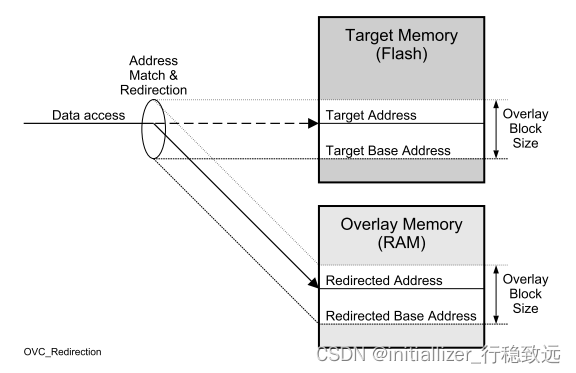 Target Memory
(Flash)
Address
Match &
Redirection
Data access
Target Address
Target Base Address
Overlay
Block
Size
Overlay Memory
(RAM)
Redirected Address
Redirected Base Address
Overlay
Block
Size
OVC_Redirection
CSDN @initiallizer_行稳致远